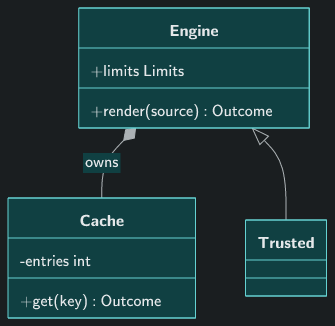 Engine
+limits Limits
+render(source) : Outcome
owns
Cache
-entries int
+get(key) : Outcome
Trusted